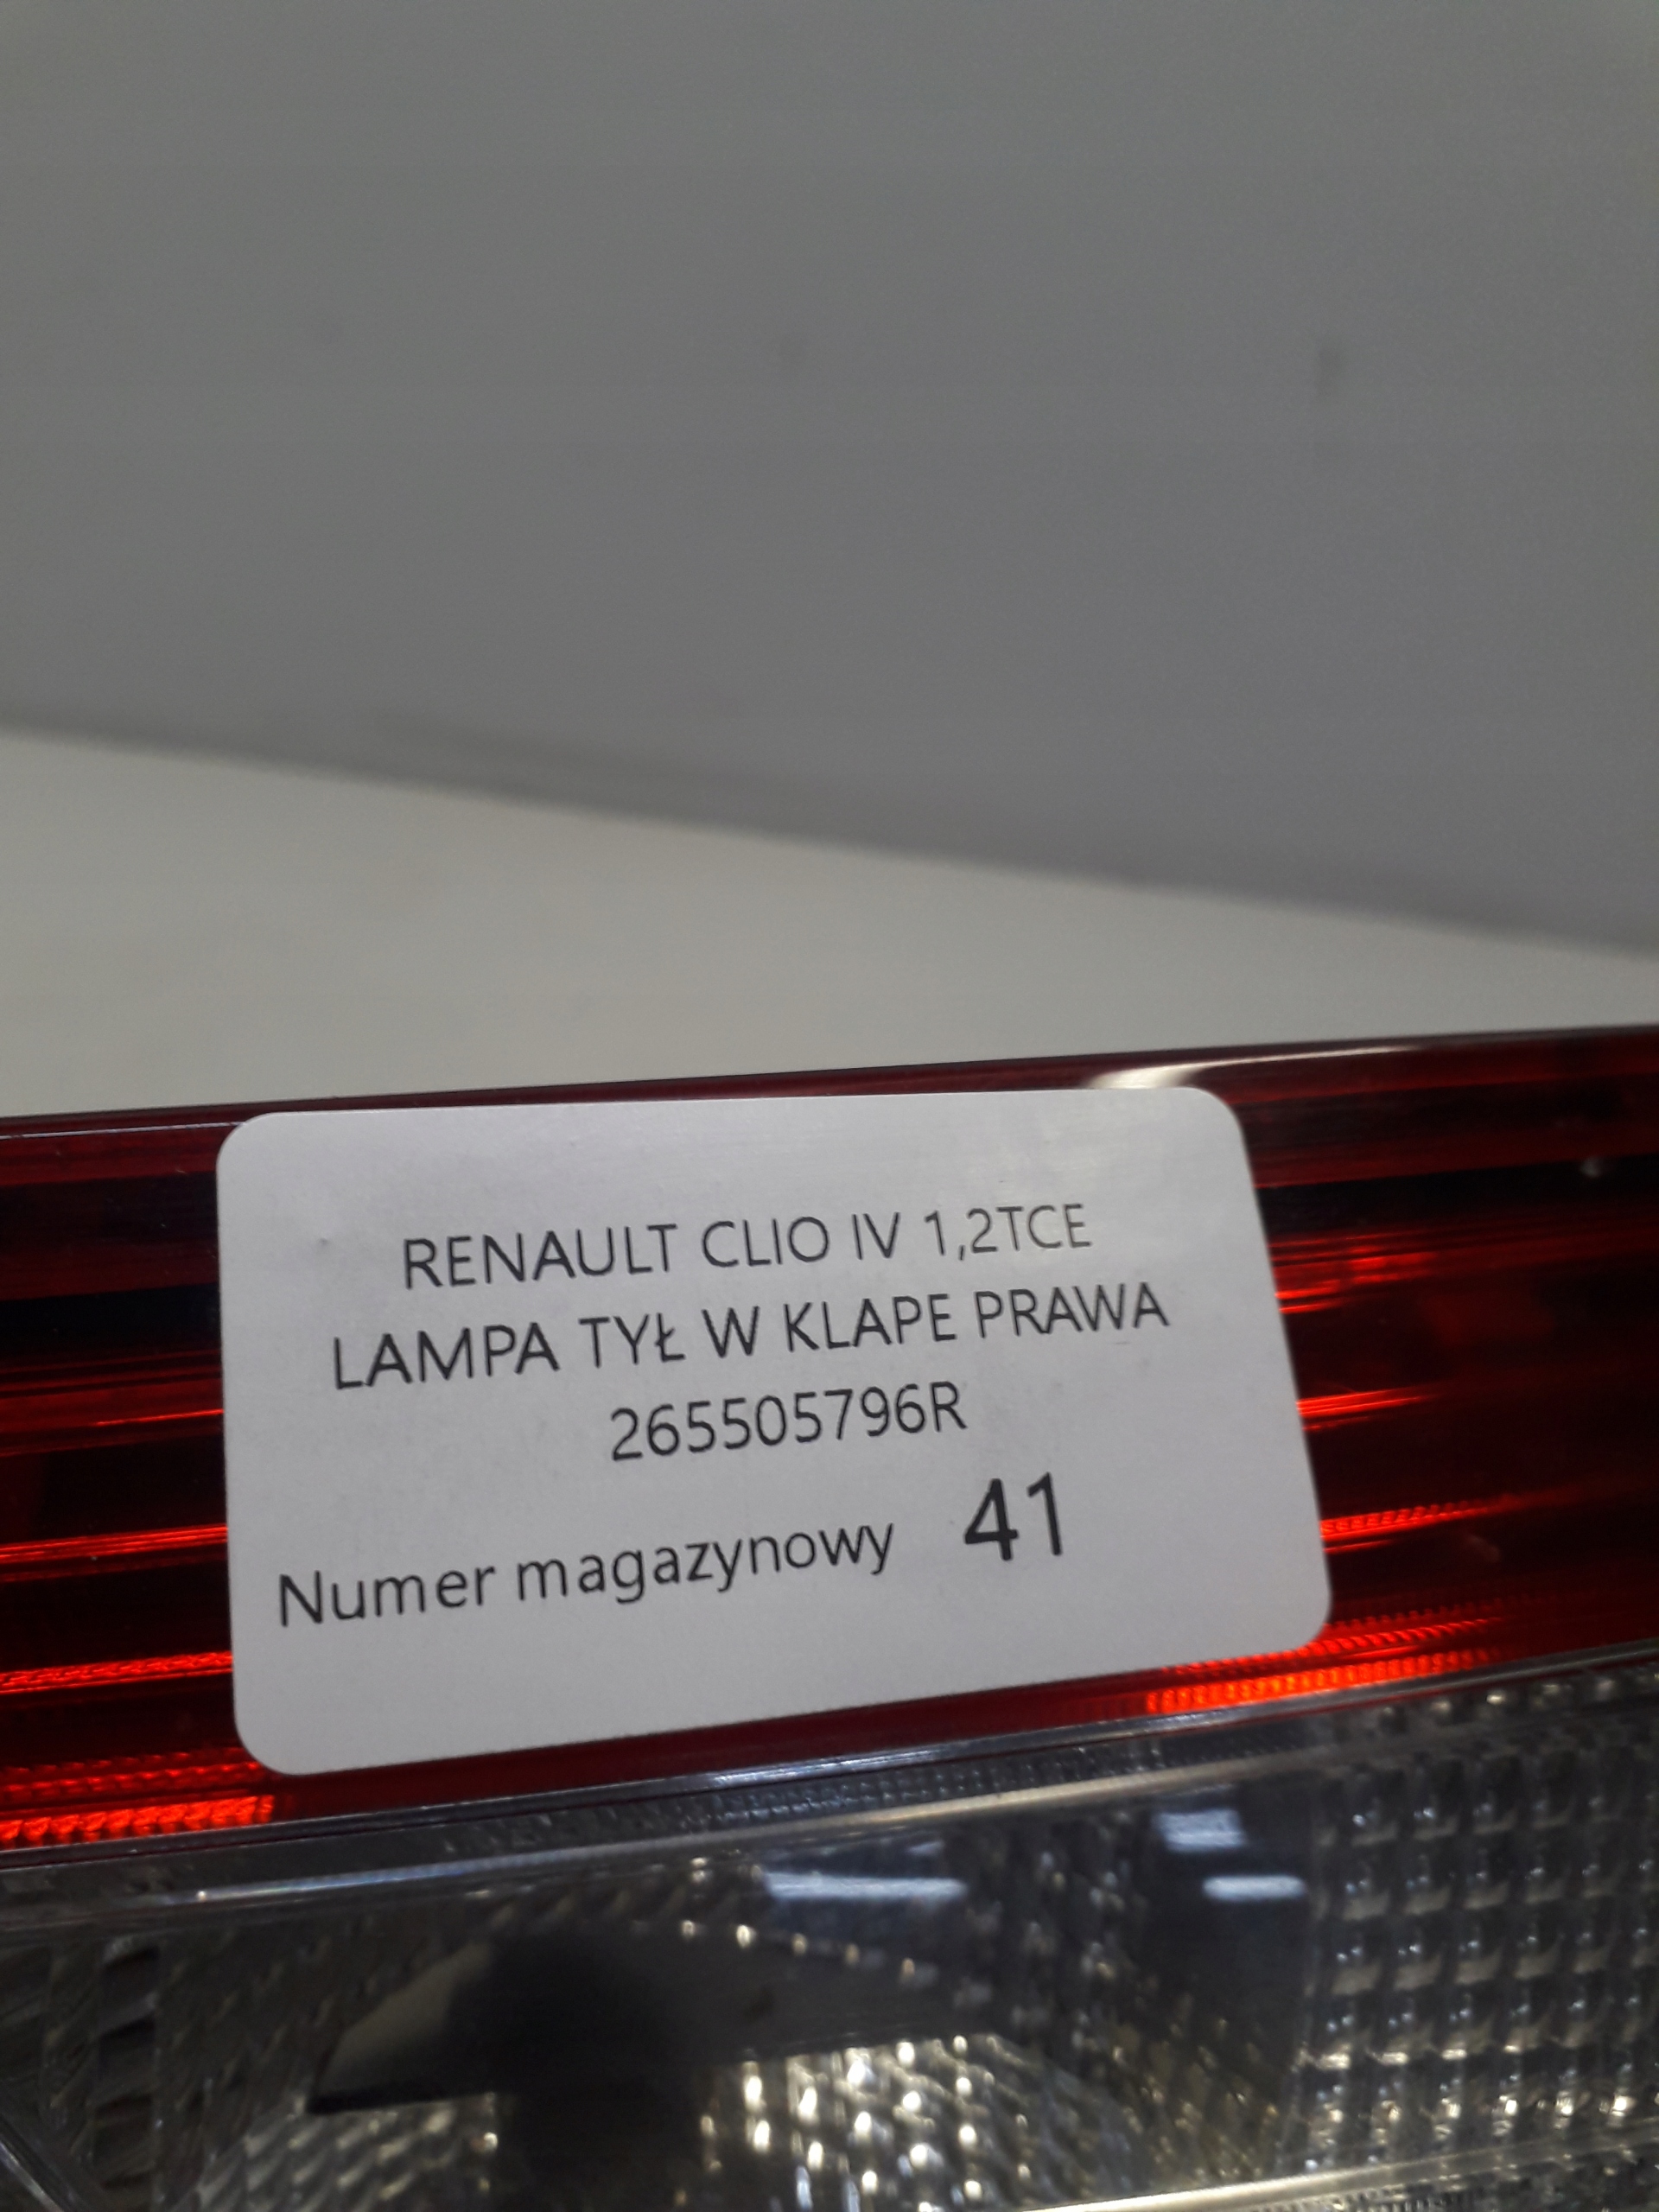 RENAULT CLIO IV 1,2TCE
LAMPA TYŁ W KLAPE PRAWA
265505796R
Numer magazynowy 41